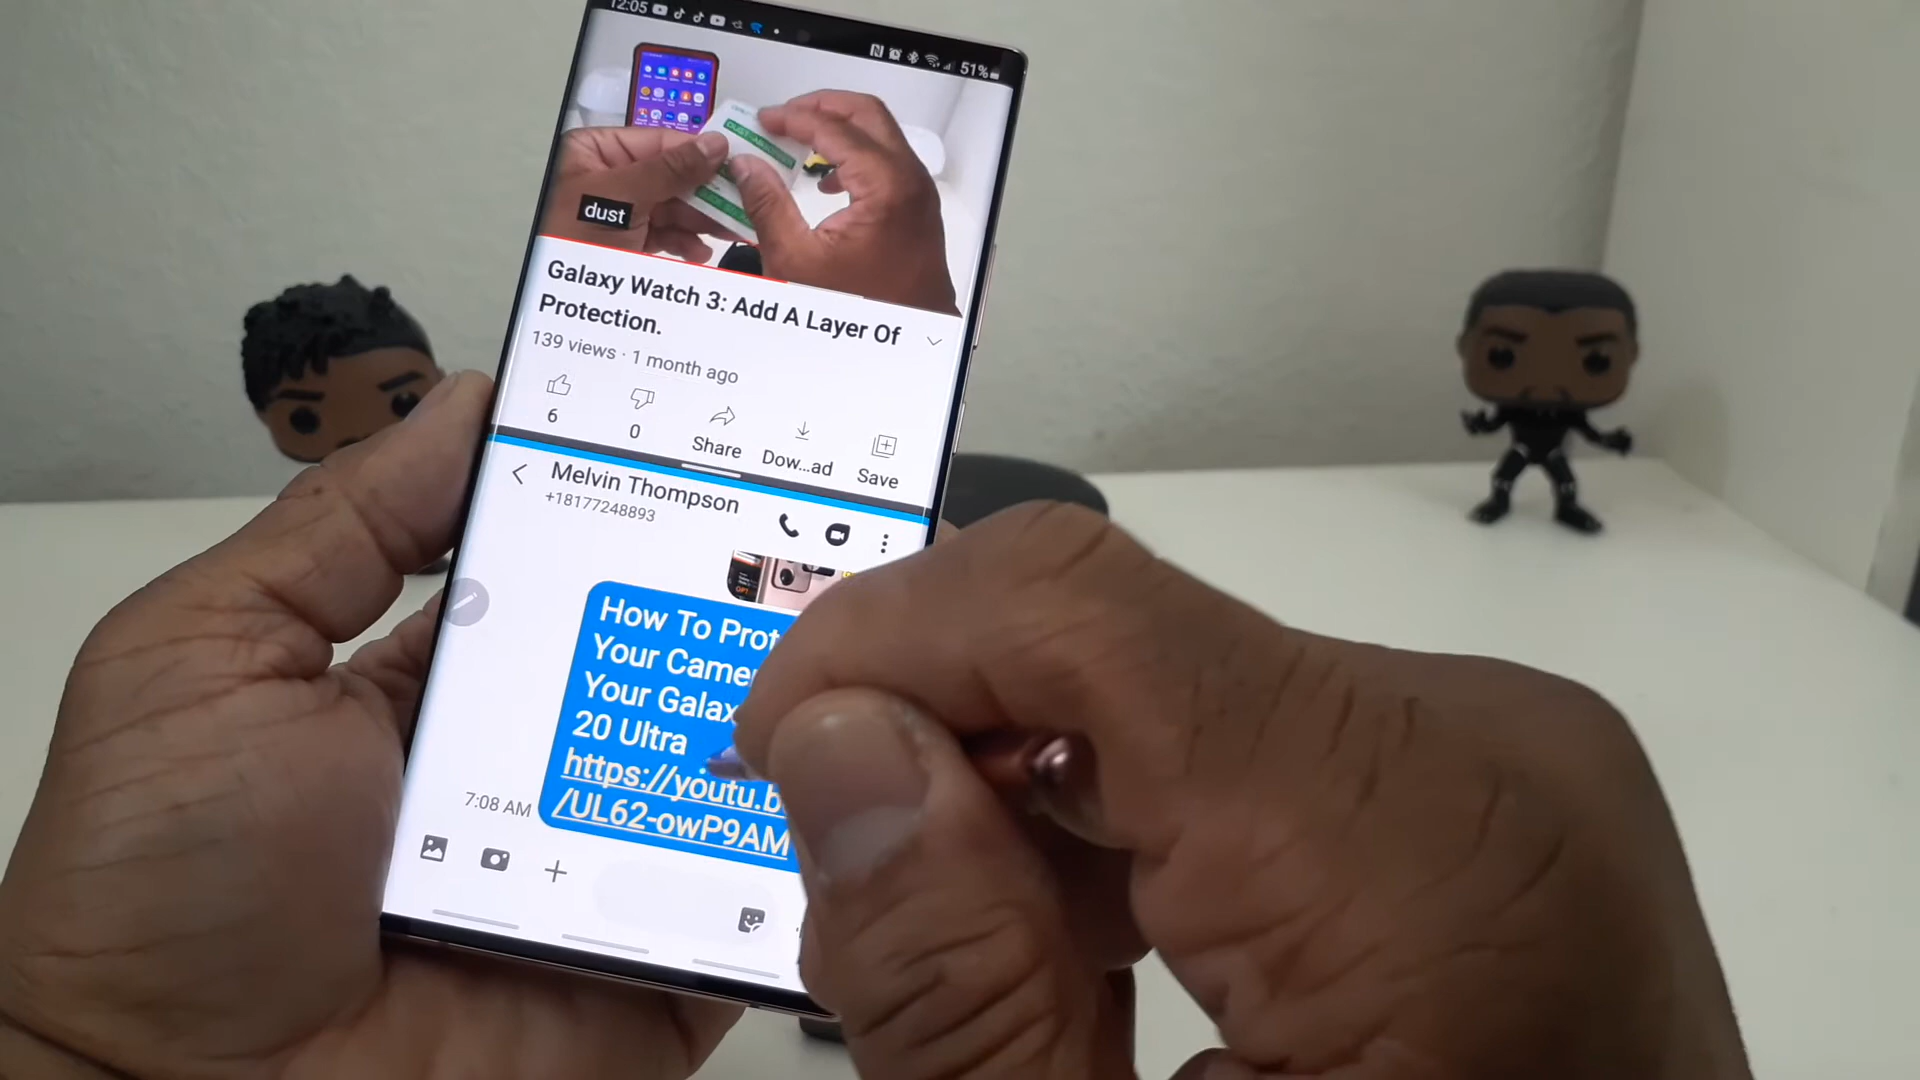 12:05
51%
DUST-ABSORBER
dust
Galaxy Watch 3: Add A Layer Of
Protection.
139 views · 1 month ago
6
0
Share
Dow...ad
Save
Melvin Thompson
+18177248893
How To Prot
Your Came
Your Galax
20 Ultra
https://youtu.b
/UL62-owP9AM
7:08 AM